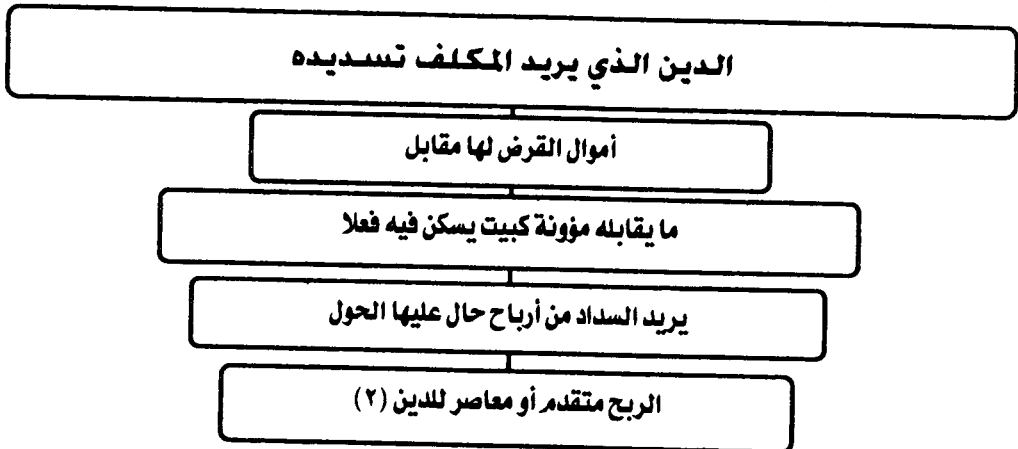 الدين الذي يريد المكلف تسديده
أموال القرض لها مقابل
ما يقابله مؤونة كبيت يسكن فيه فعلا
يريد السداد من أرباح حال عليها الحول
الربح متقدم أو معاصر للدين (٢)